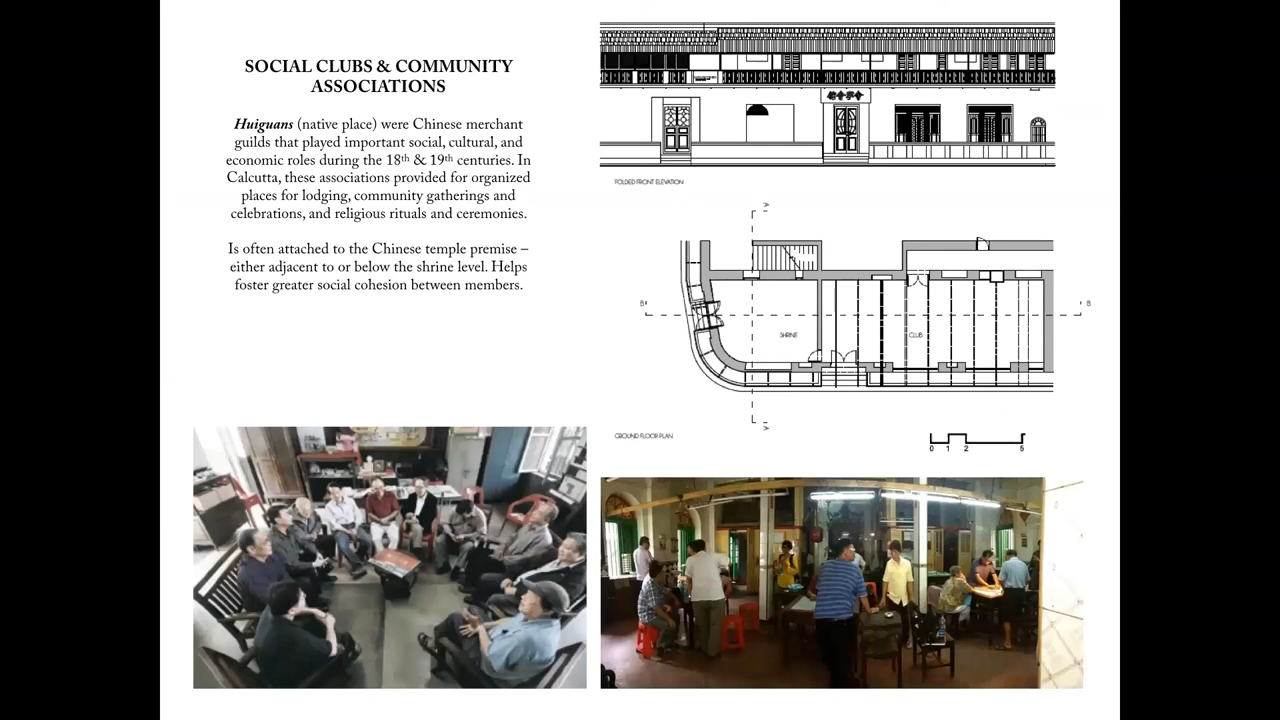 SOCIAL CLUBS & COMMUNITY
ASSOCIATIONS
Huiguans (native place) were Chinese merchant
guilds that played important social, cultural, and
economic roles during the 18th & 19th centuries. In
Calcutta, these associations provided for organized
places for lodging, community gatherings and
celebrations, and religious rituals and ceremonies.
Is often attached to the Chinese temple premise –
either adjacent to or below the shrine level. Helps
foster greater social cohesion between members.
FOLDED FRONT ELEVATION
A
B
B
SHRINE
CLUB
A
GROUND FLOOR PLAN
0 1 2 5